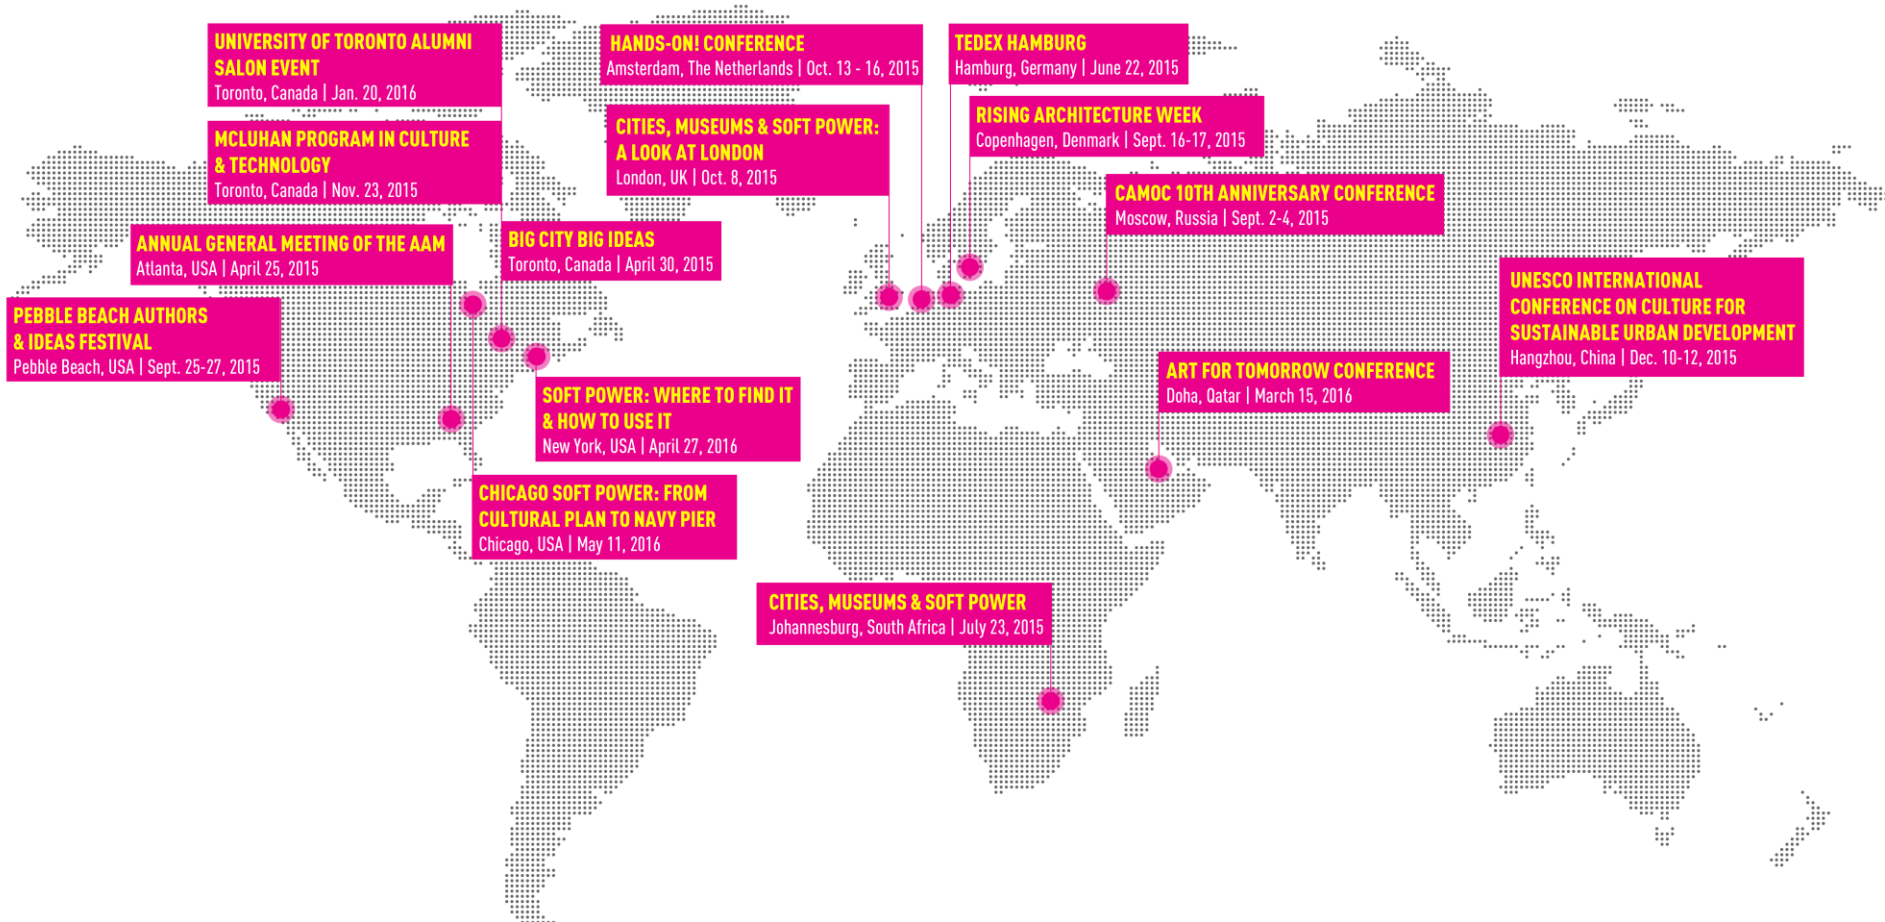 UNIVERSITY OF TORONTO ALUMNI
SALON EVENT
Toronto, Canada | Jan. 20, 2016
MCLUHAN PROGRAM IN CULTURE
& TECHNOLOGY
Toronto, Canada | Nov. 23, 2015
ANNUAL GENERAL MEETING OF THE AAM
Atlanta, USA | April 25, 2015
PEBBLE BEACH AUTHORS
& IDEAS FESTIVAL
Pebble Beach, USA | Sept. 25-27, 2015
BIG CITY BIG IDEAS
Toronto, Canada | April 30, 2015
SOFT POWER: WHERE TO FIND IT
& HOW TO USE IT
New York, USA | April 27, 2016
CHICAGO SOFT POWER: FROM
CULTURAL PLAN TO NAVY PIER
Chicago, USA | May 11, 2016
HANDS-ON! CONFERENCE
Amsterdam, The Netherlands | Oct. 13 - 16, 2015
CITIES, MUSEUMS & SOFT POWER:
A LOOK AT LONDON
London, UK | Oct. 8, 2015
TEDEX HAMBURG
Hamburg, Germany | June 22, 2015
RISING ARCHITECTURE WEEK
Copenhagen, Denmark | Sept. 16-17, 2015
CAMOC 10TH ANNIVERSARY CONFERENCE
Moscow, Russia | Sept. 2-4, 2015
UNESCO INTERNATIONAL
CONFERENCE ON CULTURE FOR
SUSTAINABLE URBAN DEVELOPMENT
Hangzhou, China | Dec. 10-12, 2015
ART FOR TOMORROW CONFERENCE
Doha, Qatar | March 15, 2016
CITIES, MUSEUMS & SOFT POWER
Johannesburg, South Africa | July 23, 2015